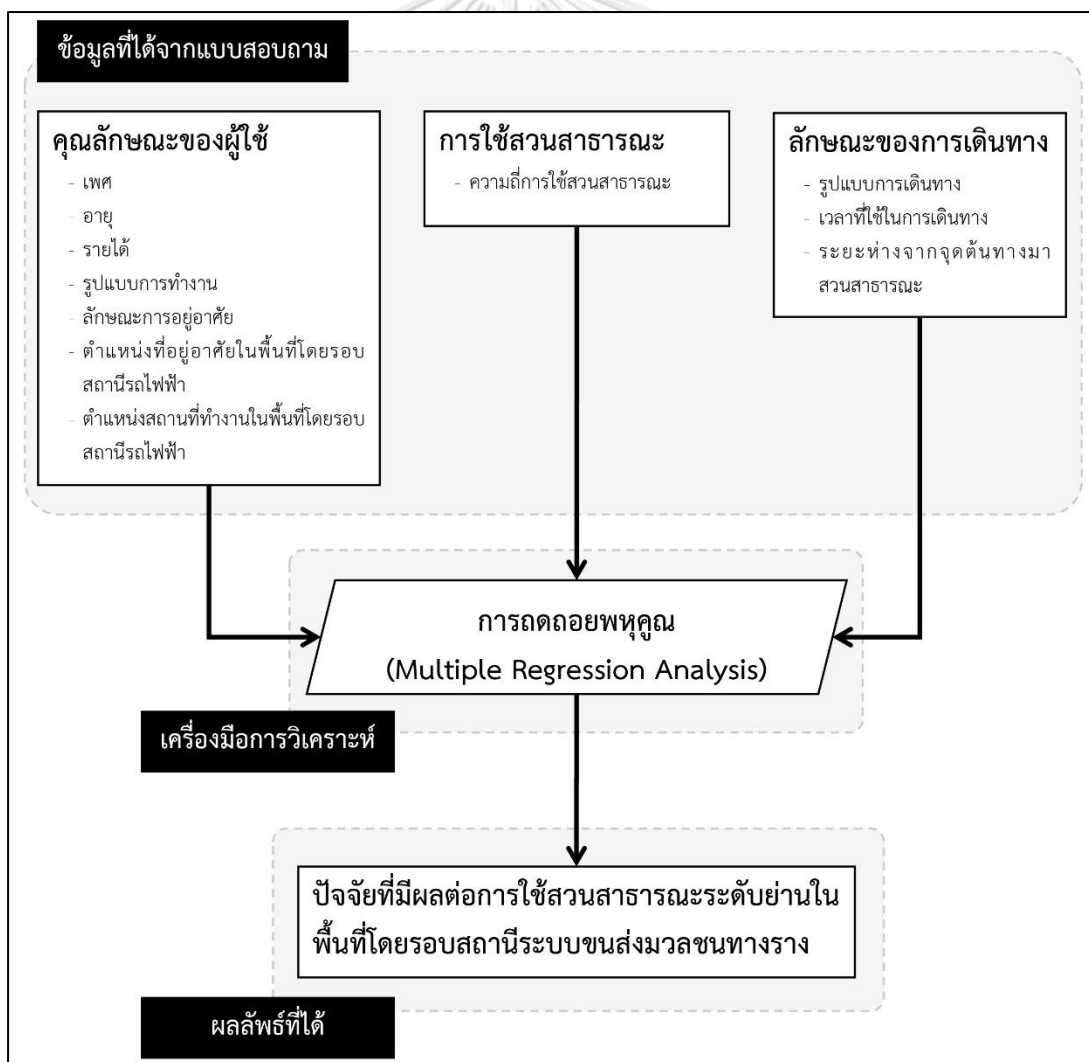 ข้อมูลที่ได้จากแบบสอบถาม
คุณลักษณะของผู้ใช้
- เพศ
- อายุ
- รายได้
- รูปแบบการทำงาน
- ลักษณะการอยู่อาศัย
- ตำแหน่งที่อยู่อาศัยในพื้นที่โดยรอบ
สถานีรถไฟฟ้า
- ตำแหน่งสถานที่ทำงานในพื้นที่โดยรอบ
สถานีรถไฟฟ้า
การใช้สวนสาธารณะ
- ความถี่การใช้สวนสาธารณะ
ลักษณะของการเดินทาง
- รูปแบบการเดินทาง
- เวลาที่ใช้ในการเดินทาง
- ระยะห่างจากจุดต้นทางมา
สวนสาธารณะ
การถดถอยพหุคูณ
(Multiple Regression Analysis)
เครื่องมือการวิเคราะห์
ปัจจัยที่มีผลต่อการใช้สวนสาธารณะระดับย่านใน
พื้นที่โดยรอบสถานีระบบขนส่งมวลชนทางราง
ผลลัพธ์ที่ได้